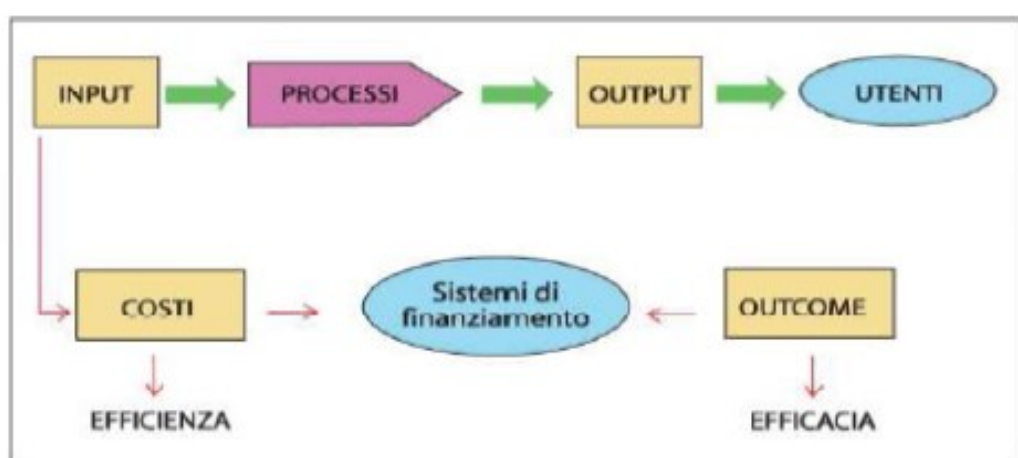 INPUT
PROCESSI
OUTPUT
UTENTI
COSTI
Sistemi di
finanziamento
OUTCOME
EFFICIENZA
EFFICACIA